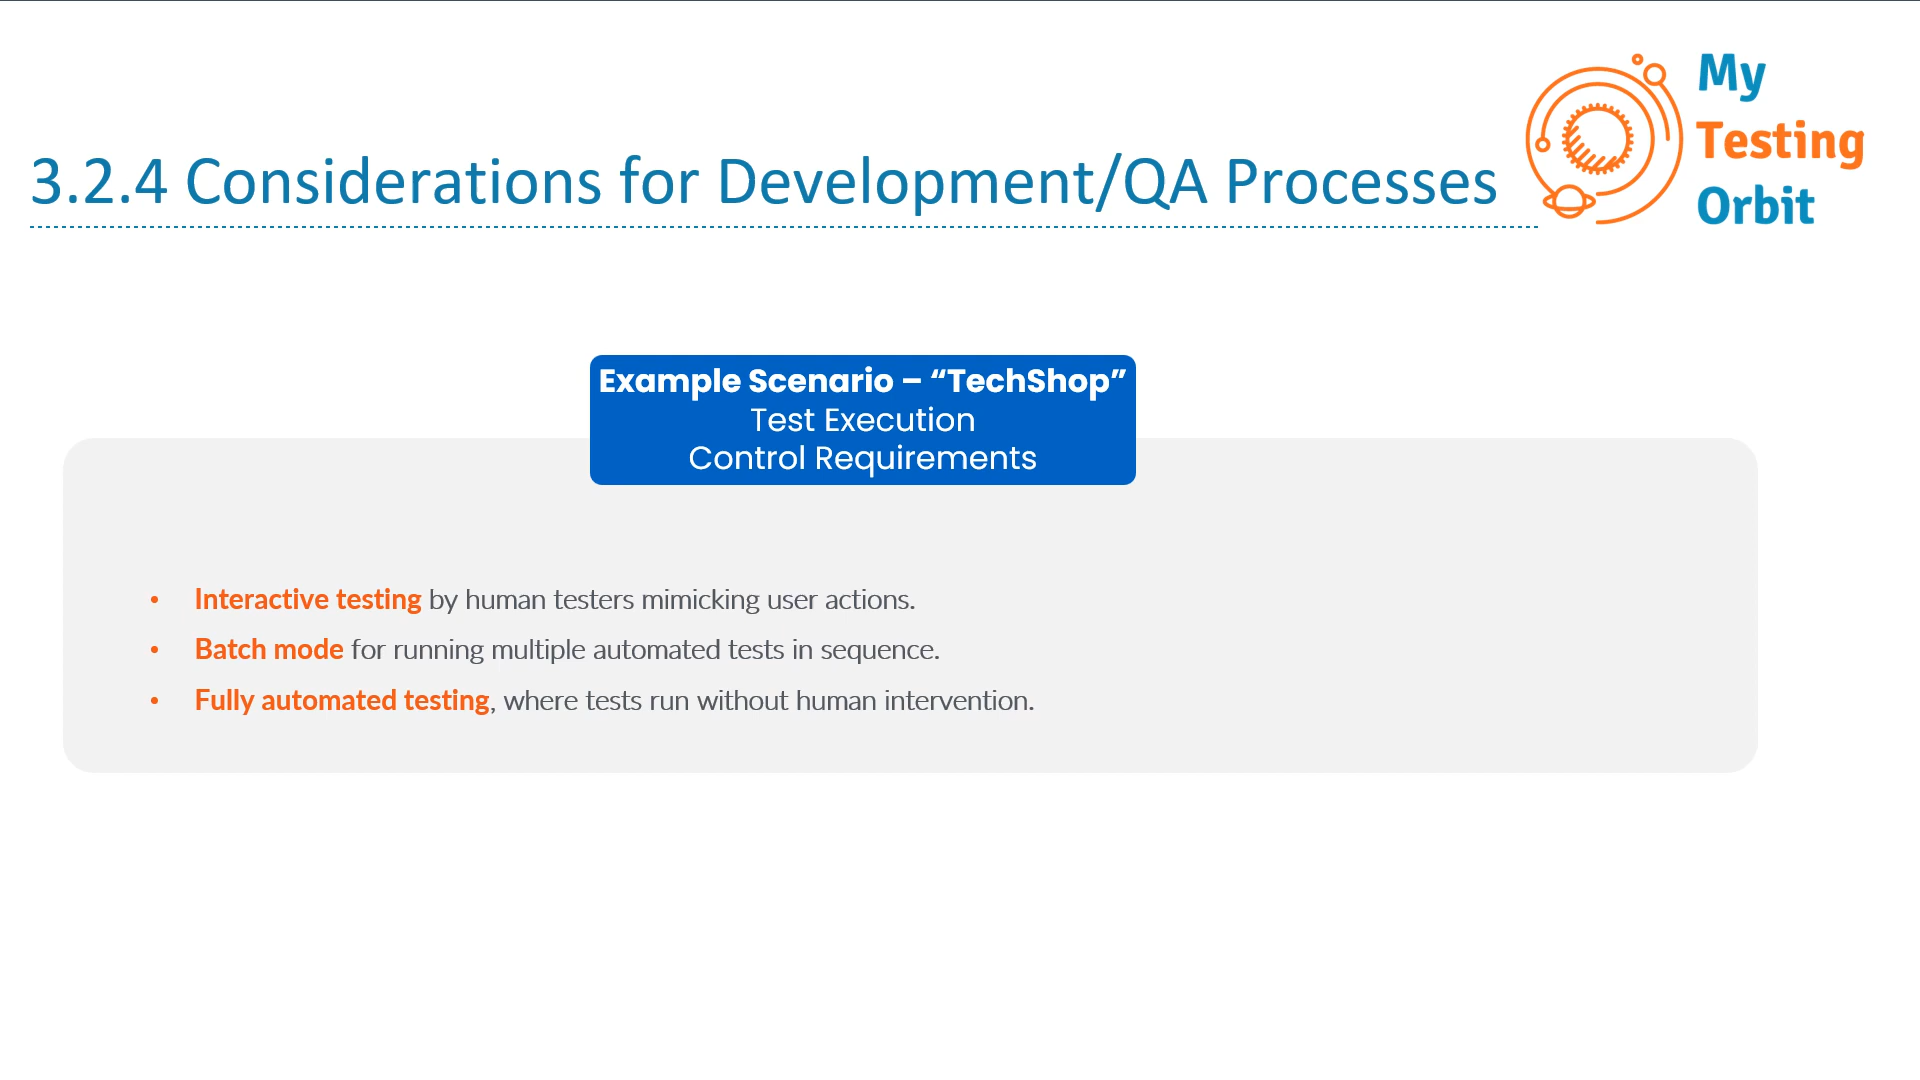 My
Testing
Orbit
3.2.4 Considerations for Development/QA Processes
Example Scenario – “TechShop”
Test Execution
Control Requirements
• Interactive testing by human testers mimicking user actions.
• Batch mode for running multiple automated tests in sequence.
• Fully automated testing, where tests run without human intervention.